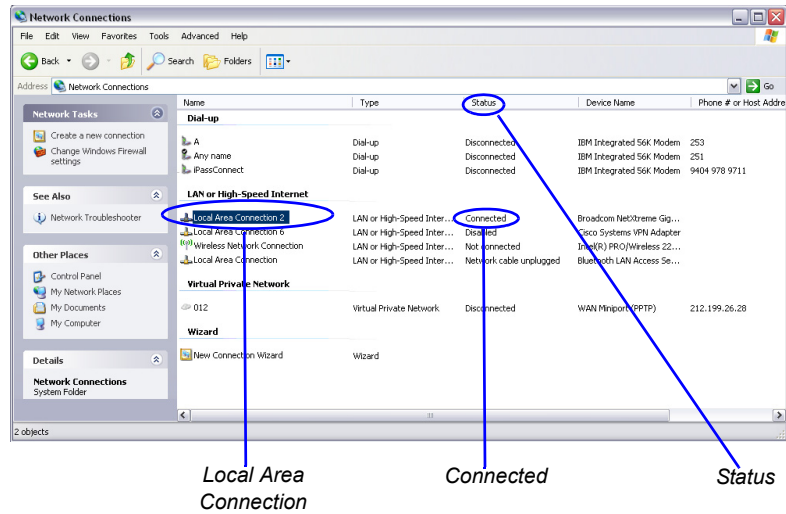 Network Connections
File Edit View Favorites Tools Advanced Help
Back Search Folders
Address Network Connections Go
Network Tasks
Create a new connection
Change Windows Firewall
settings
See Also
Network Troubleshooter
Other Places
Control Panel
My Network Places
My Documents
My Computer
Details
Network Connections
System Folder
Name Type Status Device Name Phone # or Host Addre
Dial-up
A Dial-up Disconnected IBM Integrated 56K Modem 253
Any name Dial-up Disconnected IBM Integrated 56K Modem 251
iPassConnect Dial-up Disconnected IBM Integrated 56K Modem 9404 978 9711
LAN or High-Speed Internet
Local Area Connection 2 LAN or High-Speed Inter... Connected Broadcom NetXtreme Gig...
Local Area Connection 6 LAN or High-Speed Inter... Disabled Cisco Systems VPN Adapter
Wireless Network Connection LAN or High-Speed Inter... Not connected Intel(R) PRO/Wireless 22...
Local Area Connection LAN or High-Speed Inter... Network cable unplugged Bluetooth LAN Access Se...
Virtual Private Network
012 Virtual Private Network Disconnected WAN Miniport (PPTP) 212.199.26.28
Wizard
New Connection Wizard Wizard
2 objects
Local Area
Connection
Connected
Status